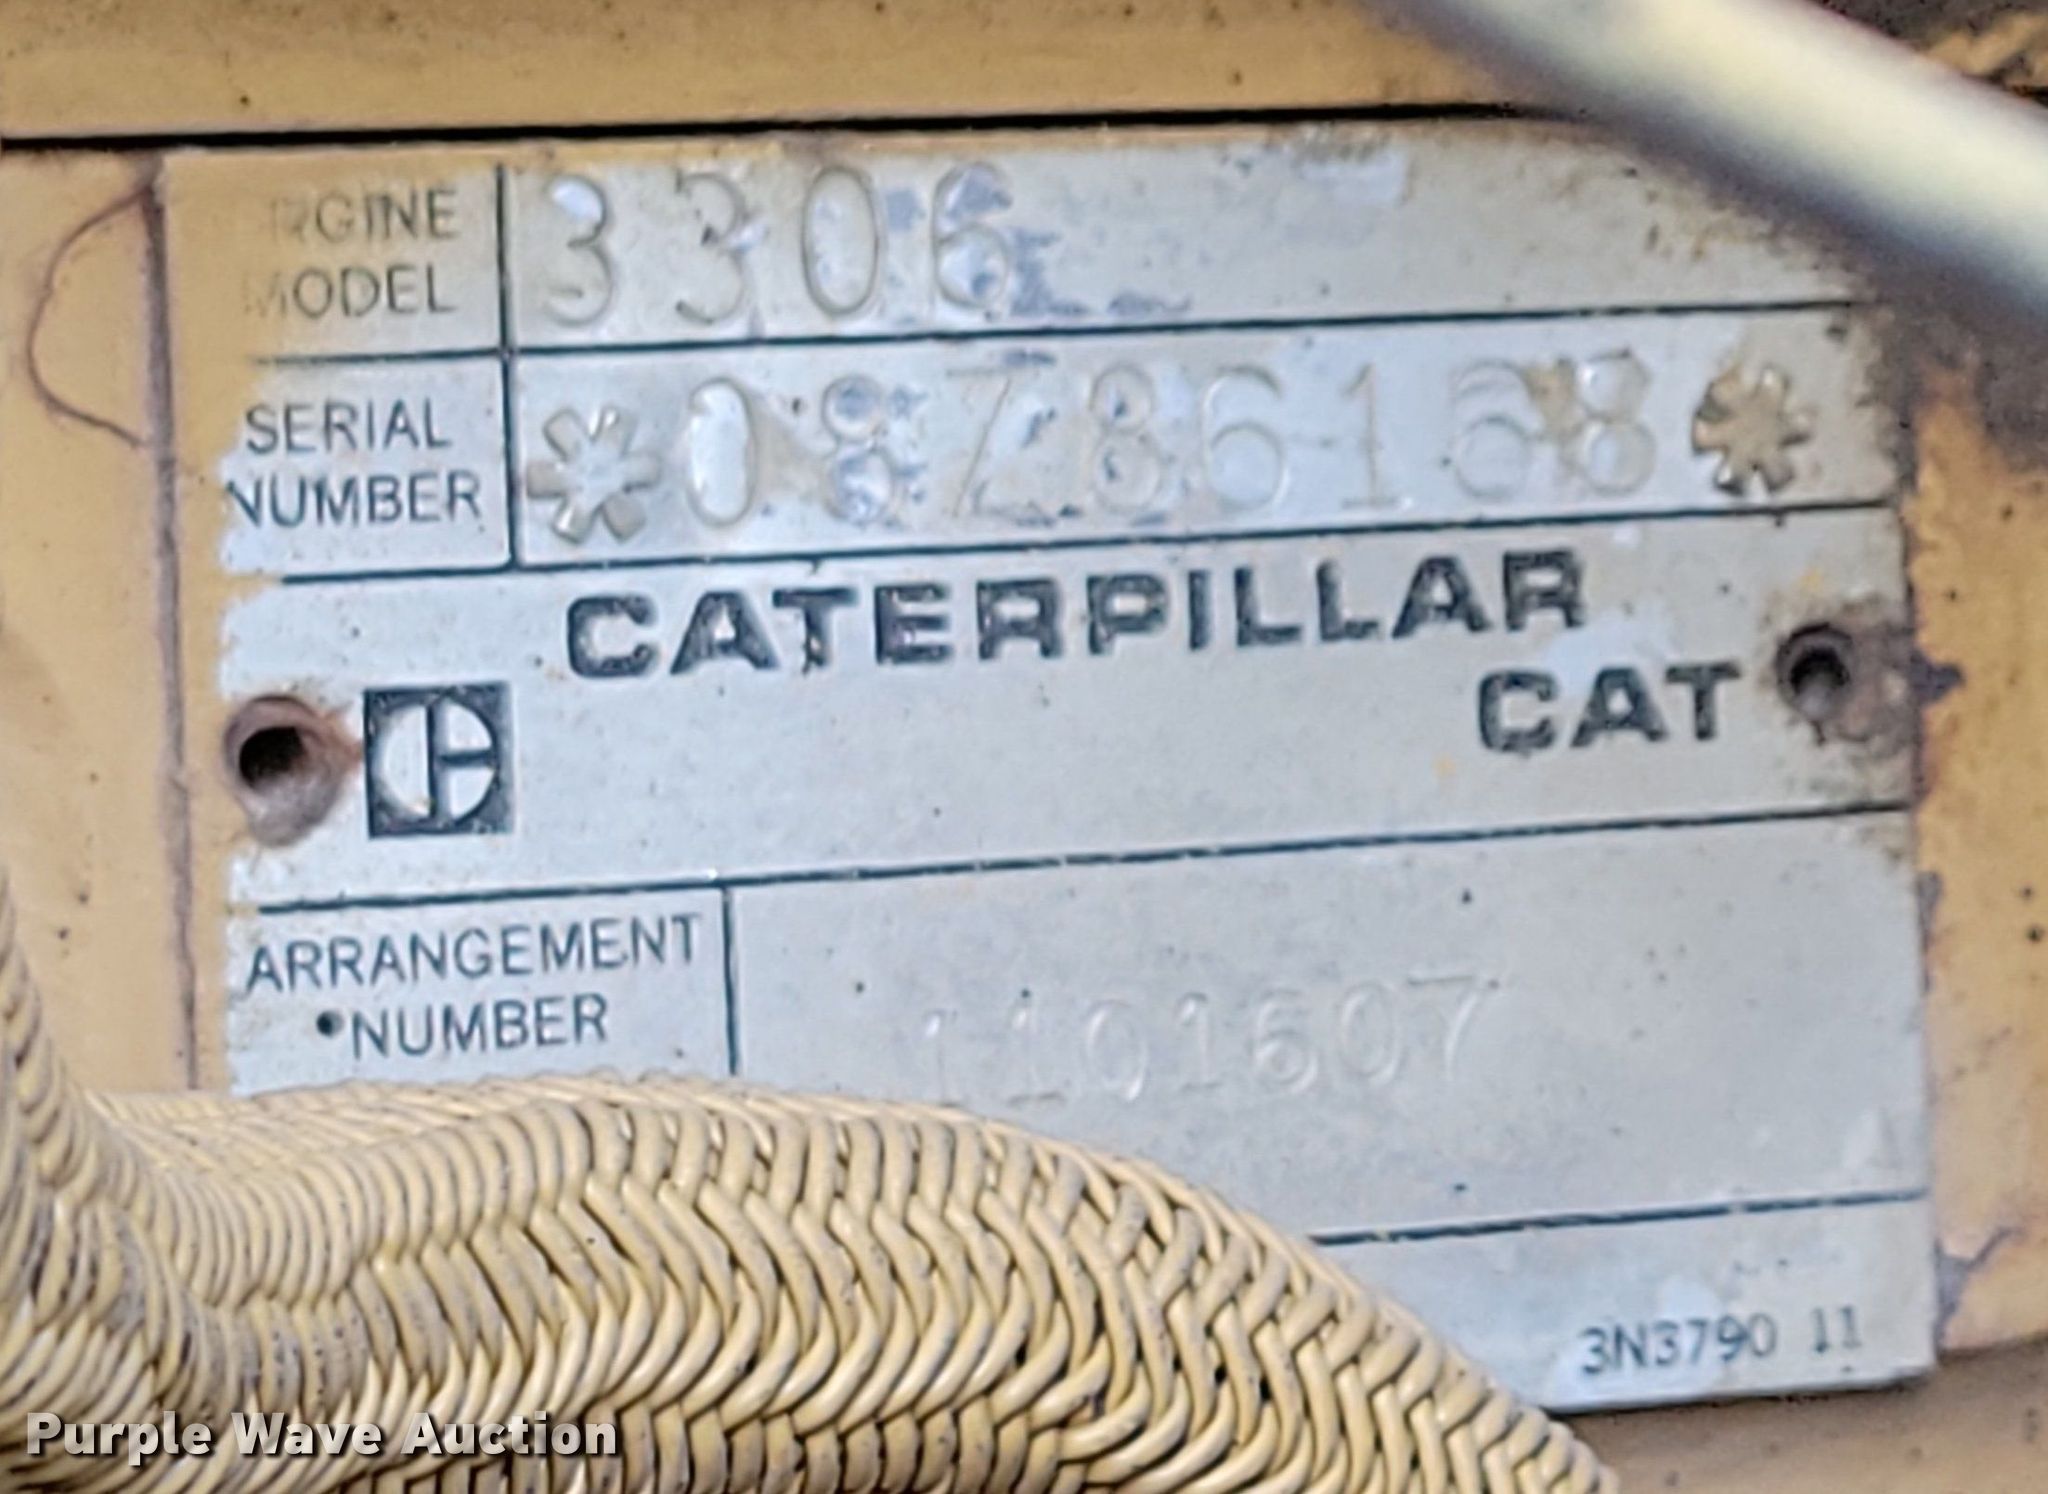 ENGINE
MODEL
3306
SERIAL
NUMBER
*08Z86168*
CATERPILLAR
CAT
ARRANGEMENT
NUMBER
1101607
3N3790 11
Purple Wave Auction